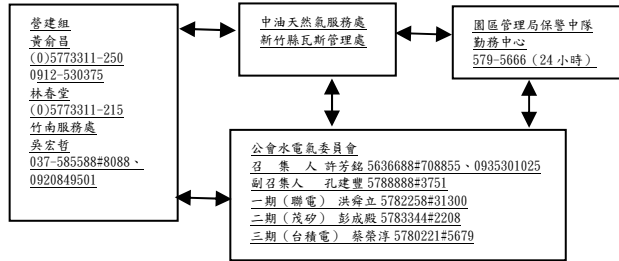 營建組
黃俞昌
(0)5773311-250
0912-530375
林春堂
(0)5773311-215
竹南服務處
吳宏哲
037-585588#8088、
0920849501
中油天然氣服務處
新竹縣瓦斯管理處
園區管理局保警中隊
勤務中心
579-5666（24小時）
公會水電氣委員會
召　集　人 許芳銘 5636688#708855、0935301025
副召集人　孔建豐 5788888#3751
一期（聯電） 洪舜立 5782258#31300
二期（茂矽） 彭成殿 5783344#2208
三期（台積電） 蔡榮淳 5780221#5679